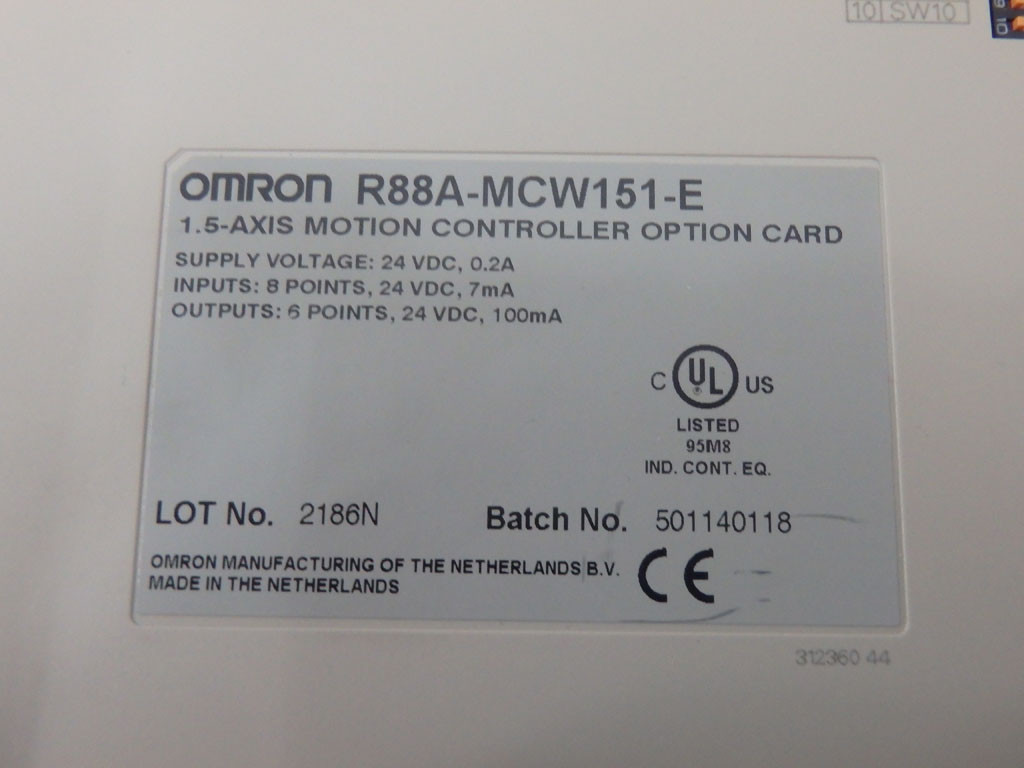 10 SW10
9 10
OMRON R88A-MCW151-E
1.5-AXIS MOTION CONTROLLER OPTION CARD
SUPPLY VOLTAGE: 24 VDC, 0.2A
INPUTS: 8 POINTS, 24 VDC, 7mA
OUTPUTS: 6 POINTS, 24 VDC, 100mA
C UL US
LISTED
95M8
IND. CONT. EQ.
LOT No. 2186N Batch No. 501140118
OMRON MANUFACTURING OF THE NETHERLANDS B.V.
MADE IN THE NETHERLANDS
CE
312360 44